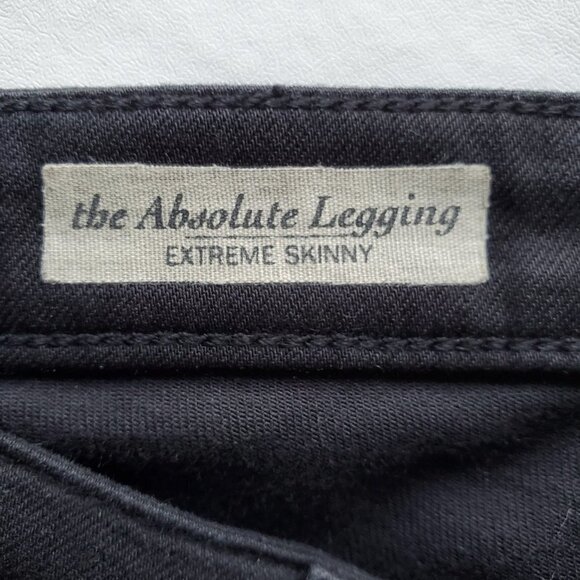 the Absolute Legging
EXTREME SKINNY